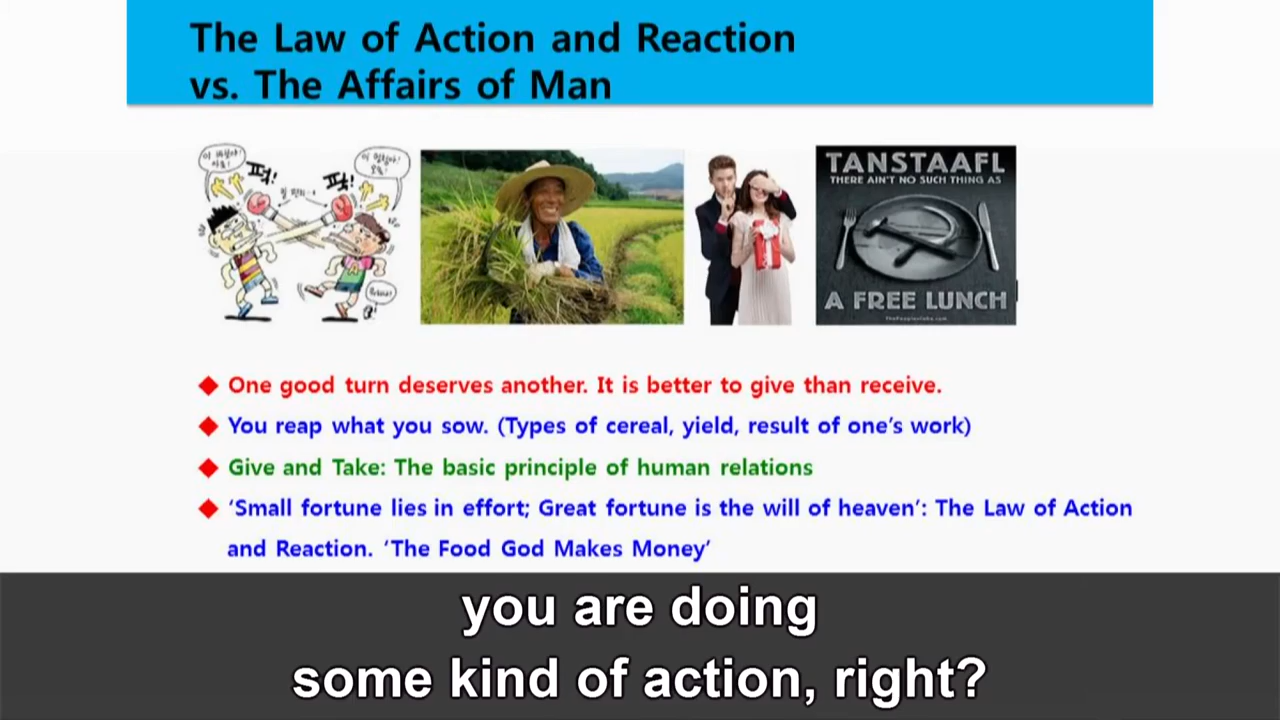 The Law of Action and Reaction
vs. The Affairs of Man
퍽!
팍!
TANSTAAFL
THERE AIN'T NO SUCH THING AS
A FREE LUNCH
One good turn deserves another. It is better to give than receive.
You reap what you sow. (Types of cereal, yield, result of one's work)
Give and Take: The basic principle of human relations
‘Small fortune lies in effort; Great fortune is the will of heaven’: The Law of Action
and Reaction. ‘The Food God Makes Money’
you are doing
some kind of action, right?